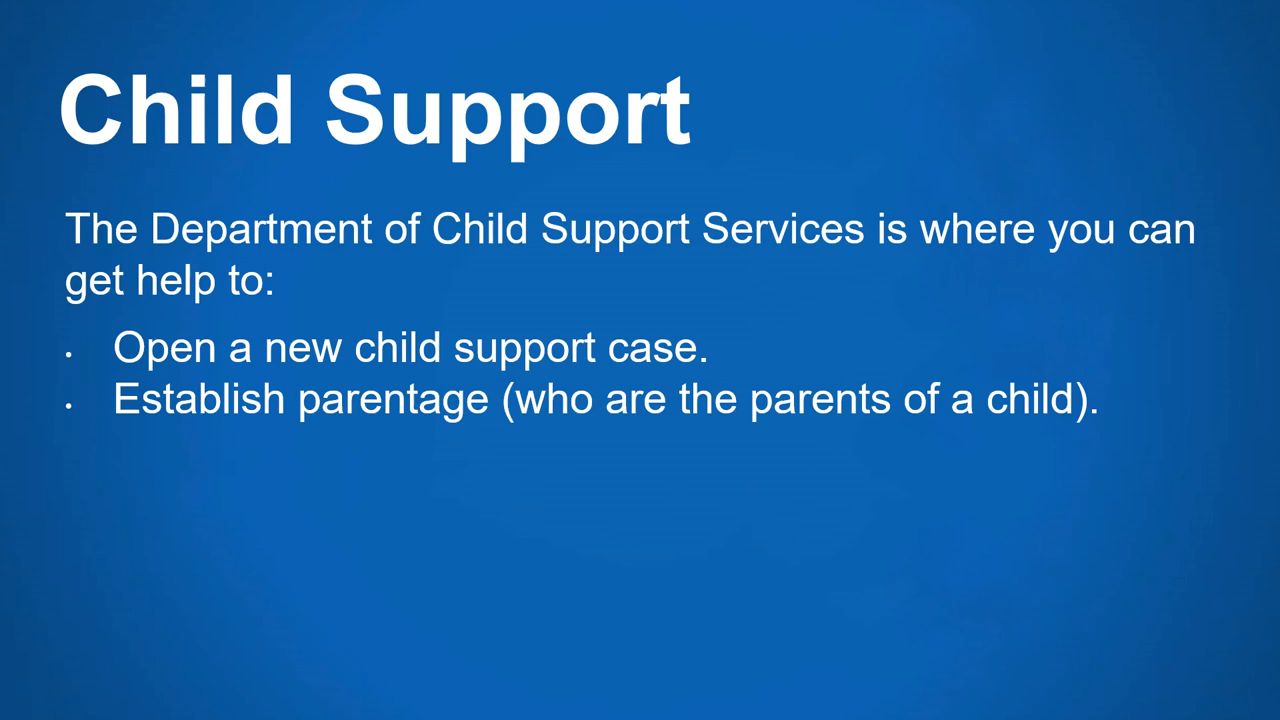 Child Support
The Department of Child Support Services is where you can
get help to:
• Open a new child support case.
• Establish parentage (who are the parents of a child).